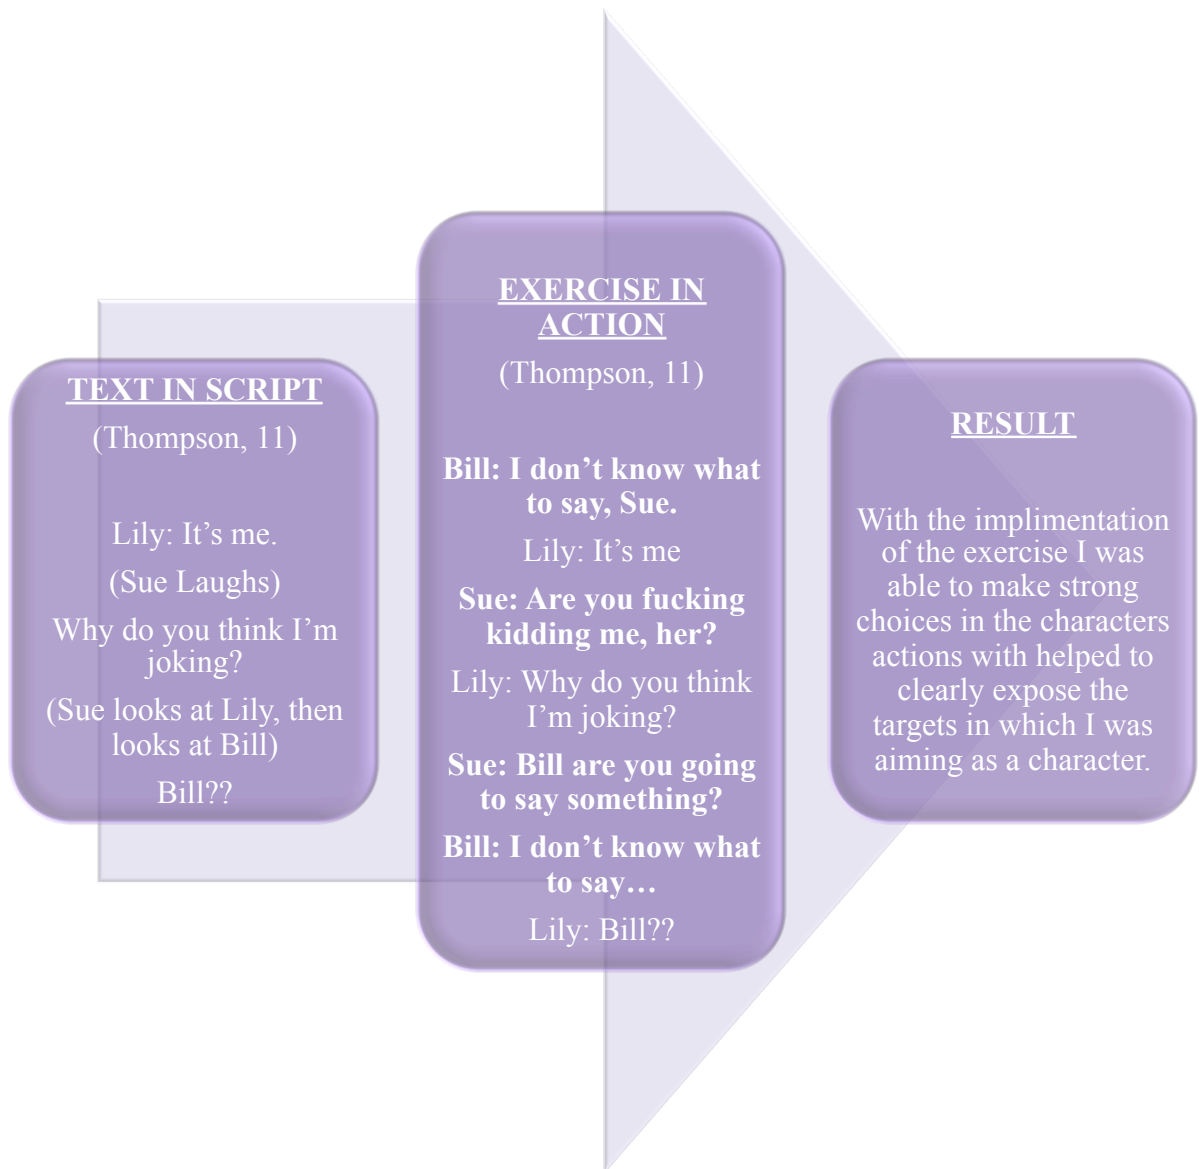 TEXT IN SCRIPT
(Thompson, 11)
Lily: It’s me.
(Sue Laughs)
Why do you think I’m
joking?
(Sue looks at Lily, then
looks at Bill)
Bill??
EXERCISE IN
ACTION
(Thompson, 11)
Bill: I don’t know what
to say, Sue.
Lily: It’s me
Sue: Are you fucking
kidding me, her?
Lily: Why do you think
I’m joking?
Sue: Bill are you going
to say something?
Bill: I don’t know what
to say…
Lily: Bill??
RESULT
With the implimentation
of the exercise I was
able to make strong
choices in the characters
actions with helped to
clearly expose the
targets in which I was
aiming as a character.